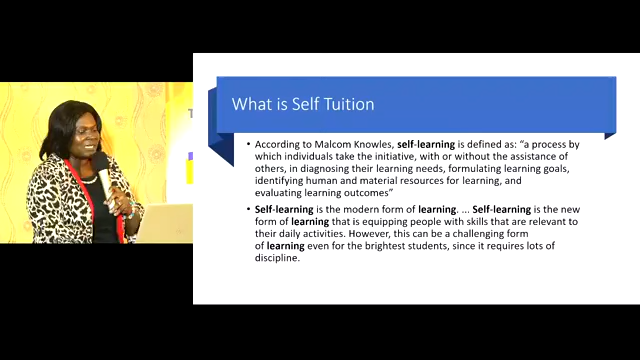 T
What is Self Tuition
• According to Malcom Knowles, self-learning is defined as: “a process by
which individuals take the initiative, with or without the assistance of
others, in diagnosing their learning needs, formulating learning goals,
identifying human and material resources for learning, and
evaluating learning outcomes”
• Self-learning is the modern form of learning. ... Self-learning is the new
form of learning that is equipping people with skills that are relevant to
their daily activities. However, this can be a challenging form
of learning even for the brightest students, since it requires lots of
discipline.